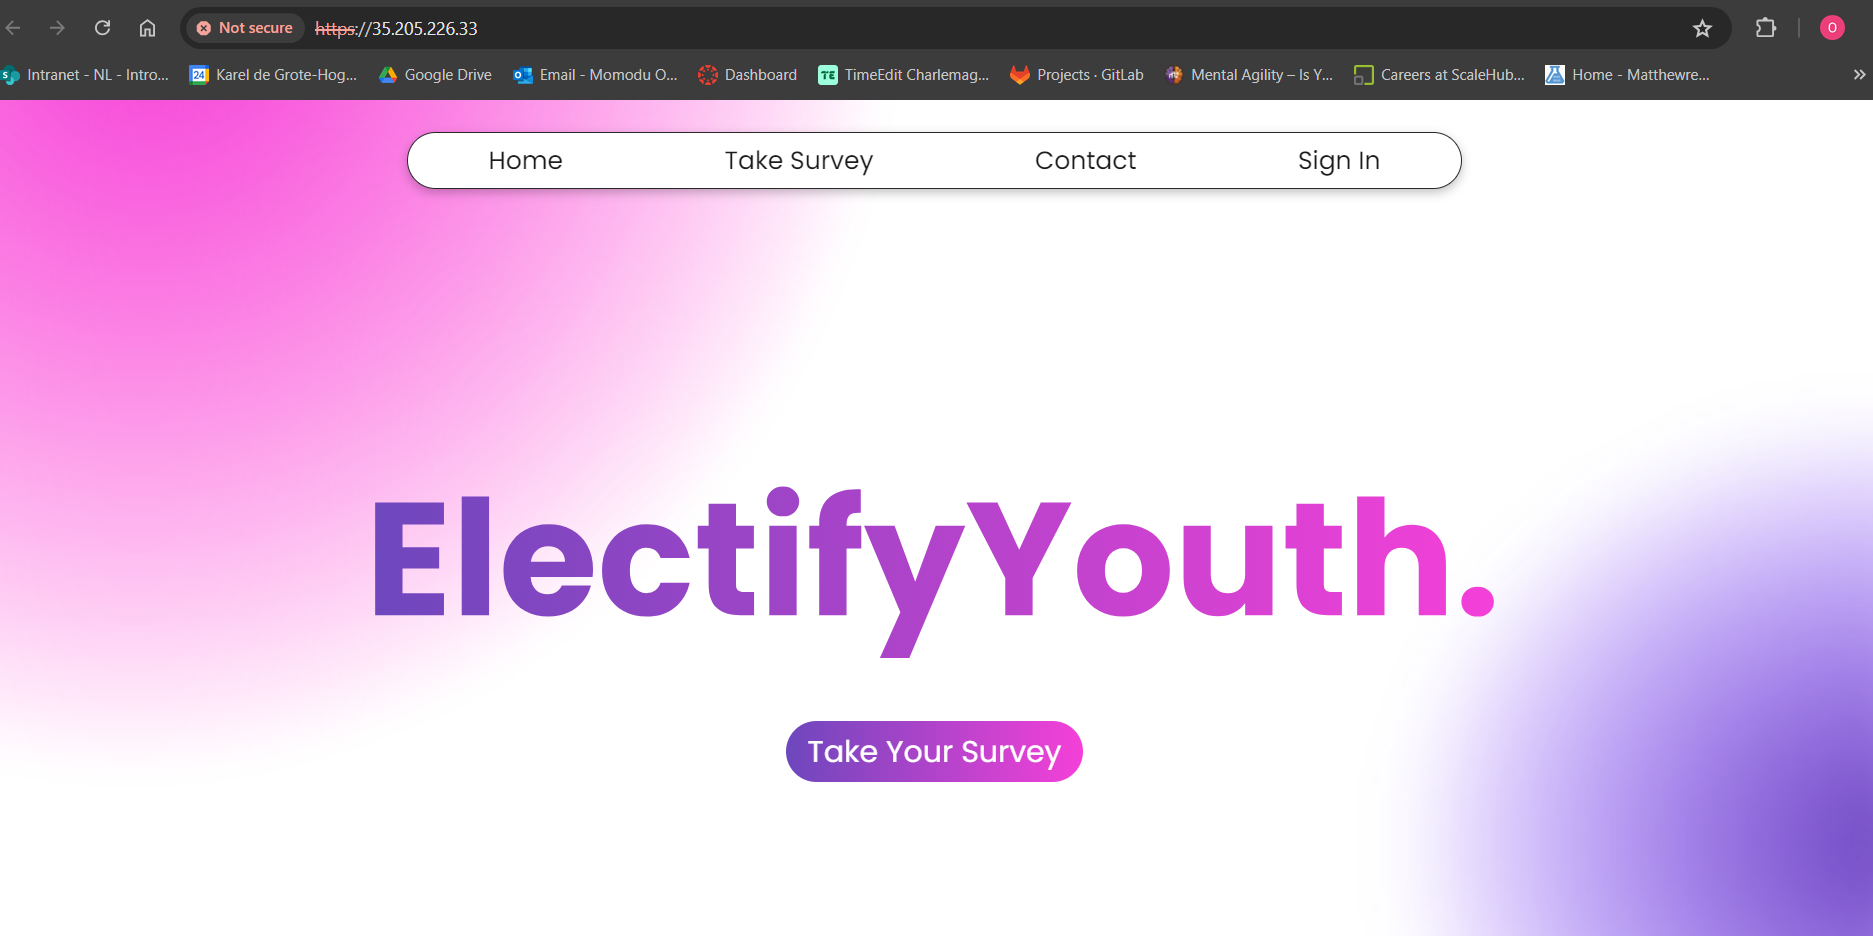 Not secure https://35.205.226.33 O
Intranet - NL - Intro... 24 Karel de Grote-Hog... Google Drive Email - Momodu O... Dashboard TE TimeEdit Charlemag... Projects · GitLab Mental Agility – Is Y... Careers at ScaleHub... Home - Matthewre... »
Home Take Survey Contact Sign In
ElectifyYouth.
Take Your Survey